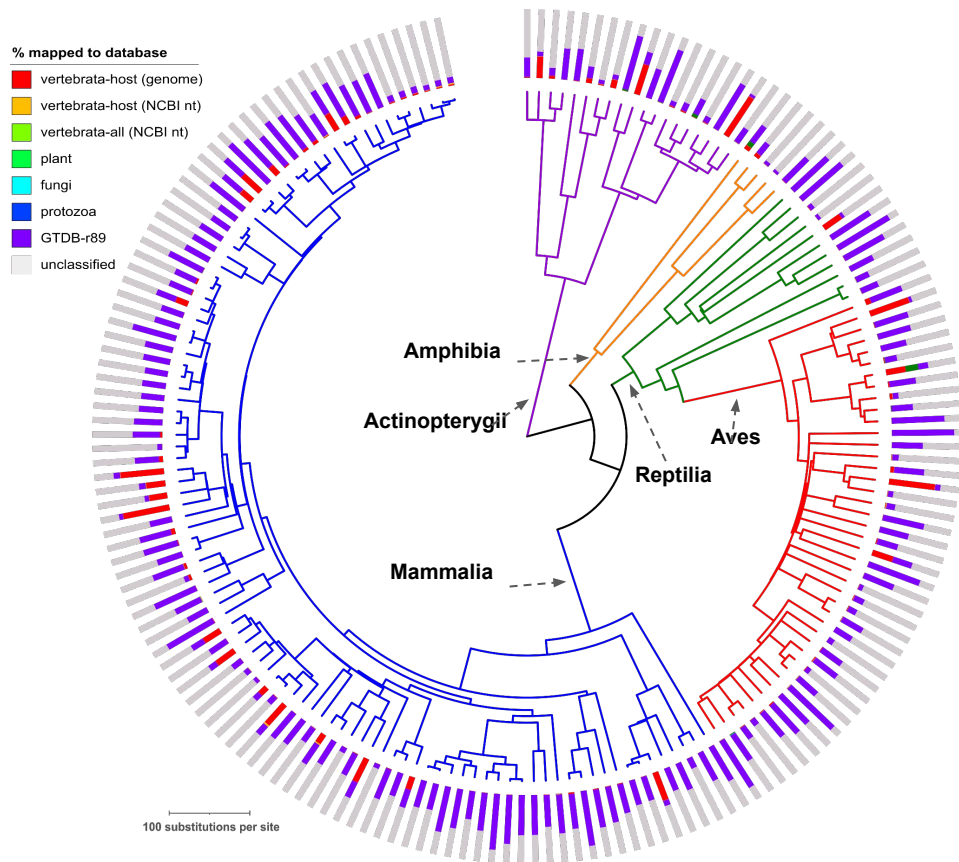 % mapped to database
vertebrata-host (genome)
vertebrata-host (NCBI nt)
vertebrata-all (NCBI nt)
plant
fungi
protozoa
GTDB-r89
unclassified
Amphibia
Actinopterygii
Aves
Reptilia
Mammalia
100 substitutions per site